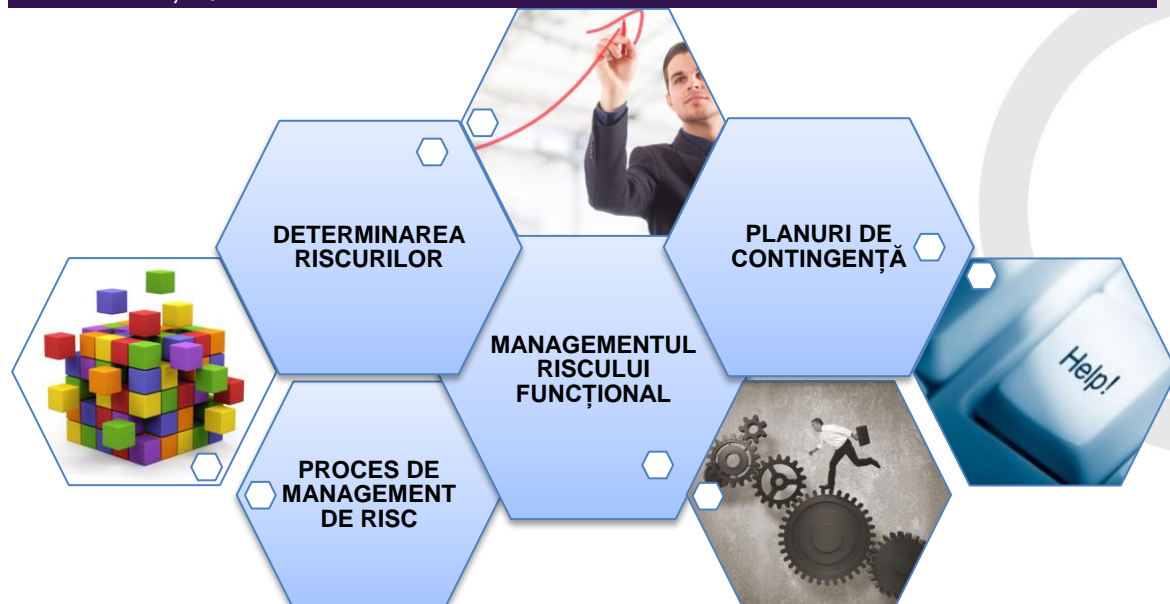 DETERMINAREA
RISCURILOR
PLANURI DE
CONTINGENȚĂ
MANAGEMENTUL
RISCULUI
FUNCȚIONAL
Help!
PROCES DE
MANAGEMENT
DE RISC